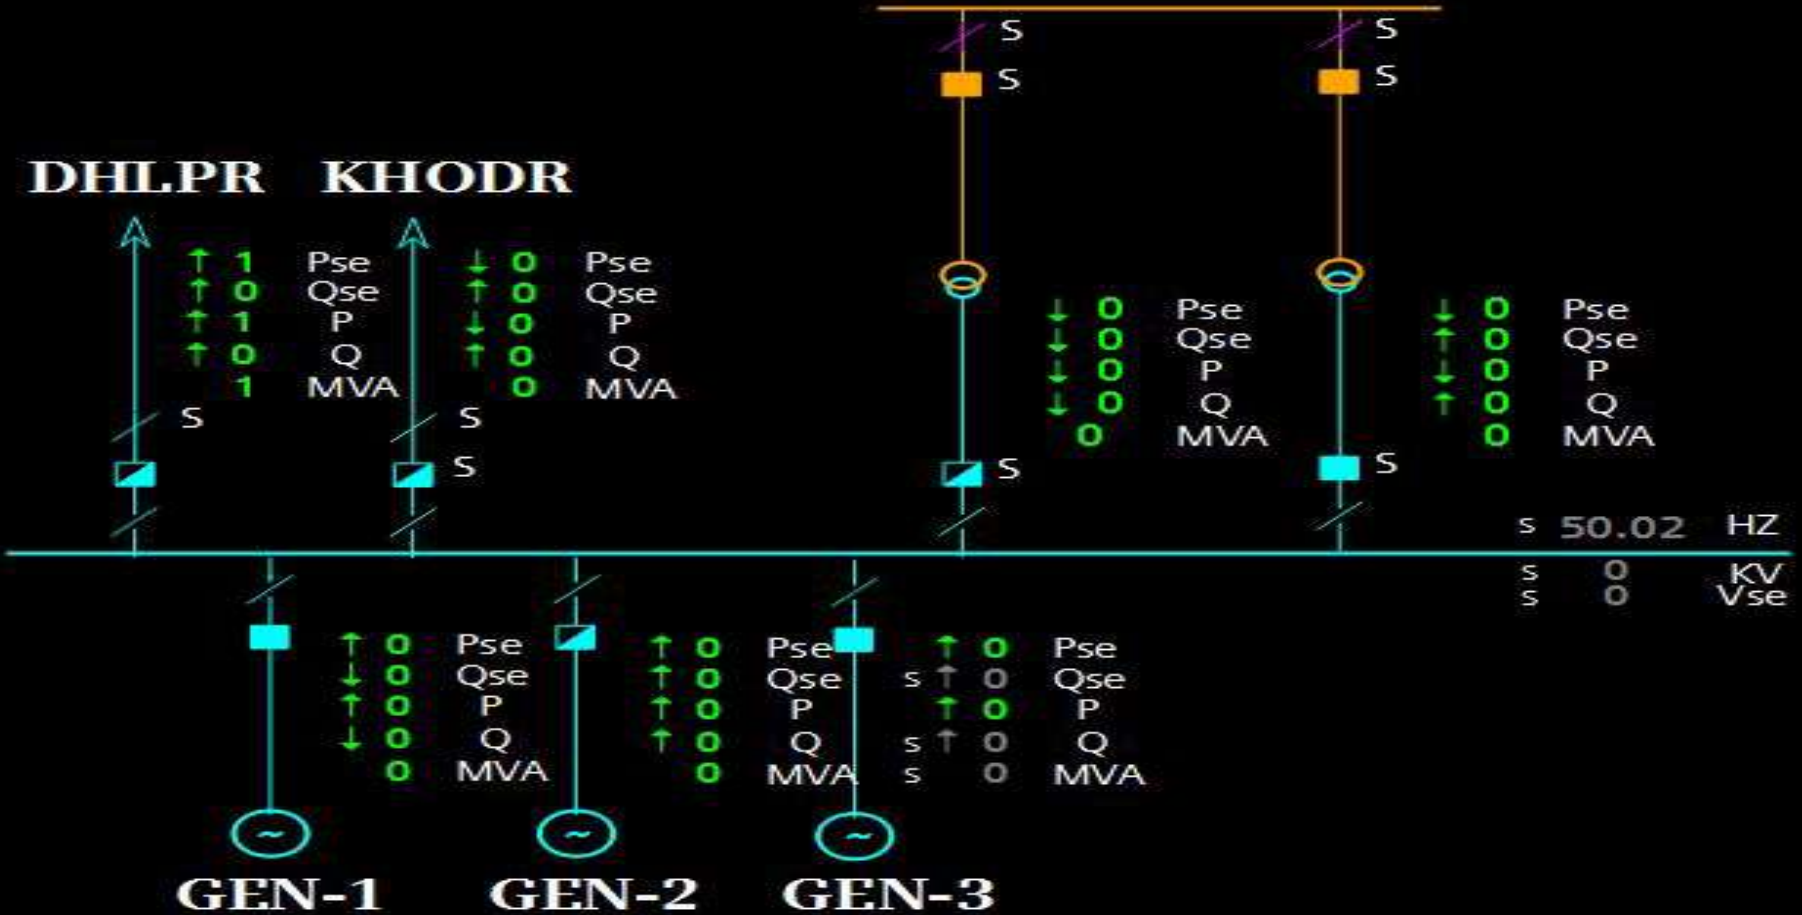 S S
S S
DHLPR KHODR
↑ 1 Pse ↓ 0 Pse
↑ 0 Qse ↑ 0 Qse
↑ 1 P ↓ 0 P
↑ 0 Q ↑ 0 Q
1 MVA 0 MVA
↓ 0 Pse ↓ 0 Pse
↓ 0 Qse ↑ 0 Qse
↓ 0 P ↓ 0 P
↓ 0 Q ↑ 0 Q
0 MVA 0 MVA
S S
S S S
S 50.02 HZ
S 0 KV
S 0 Vse
↑ 0 Pse ↑ 0 Pse ↑ 0 Pse
↓ 0 Qse ↑ 0 Qse S ↑ 0 Qse
↑ 0 P ↑ 0 P ↑ 0 P
↓ 0 Q ↑ 0 Q S ↑ 0 Q
0 MVA 0 MVA S 0 MVA
~ ~ ~
GEN-1 GEN-2 GEN-3